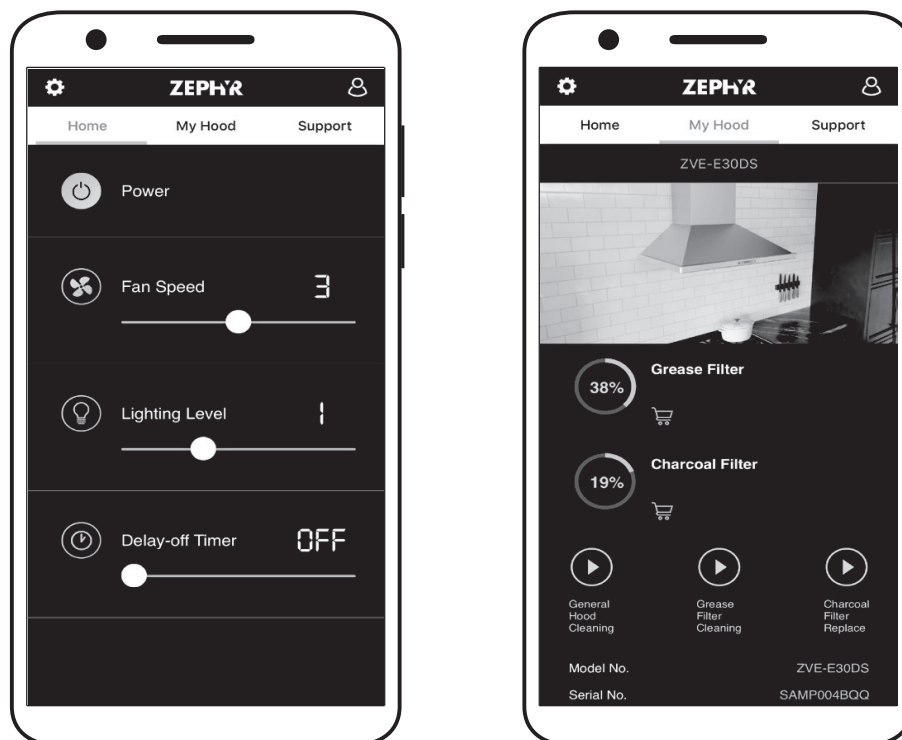 ZEPHYR
Home My Hood Support
Power
Fan Speed 3
Lighting Level 1
Delay-off Timer OFF
ZEPHYR
Home My Hood Support
ZVE-E30DS
38% Grease Filter
19% Charcoal Filter
General Hood Cleaning
Grease Filter Cleaning
Charcoal Filter Replace
Model No. ZVE-E30DS
Serial No. SAMP004BQQ